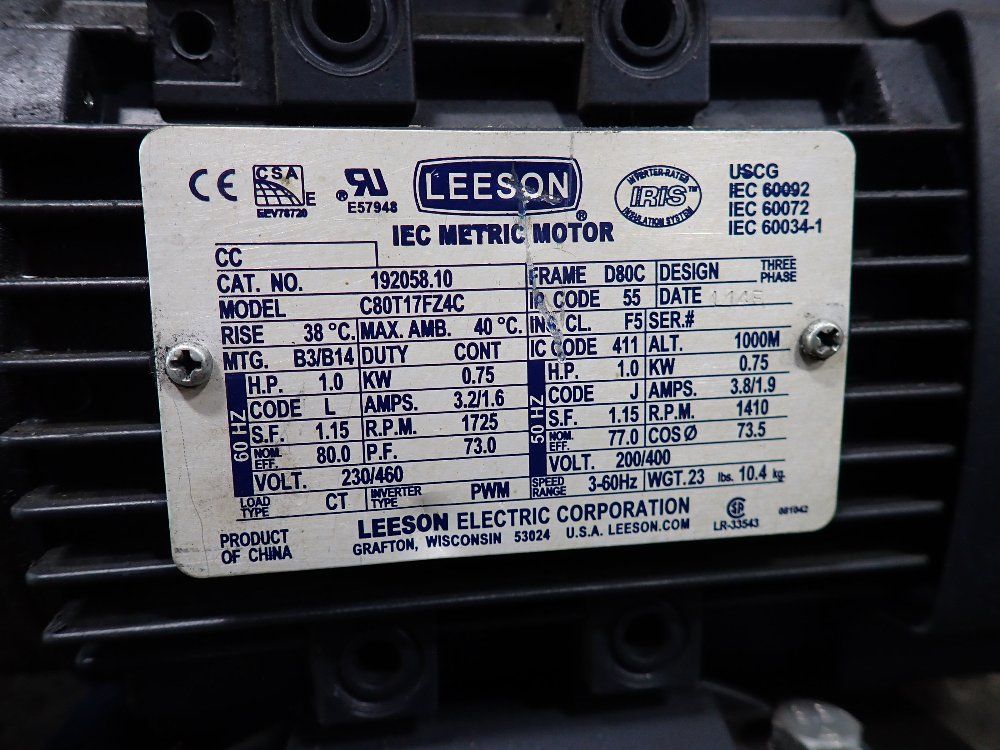 CE CSA E LEESON IRIS™ USCG
INVERTER-RATED
INSULATION SYSTEM
EEV78720 ® E57948 ® IEC 60092
IEC METRIC MOTOR IEC 60072
IEC 60034-1
CC
CAT. NO. 192058.10 FRAME D80C DESIGN THREE PHASE
MODEL C80T17FZ4C IP CODE 55 DATE
RISE 38 °C. MAX. AMB. 40 °C. INS CL. F5 SER.#
MTG. B3/B14 DUTY CONT IC CODE 411 ALT. 1000M
60 HZ H.P. 1.0 KW 0.75 50 HZ H.P. 1.0 KW 0.75
CODE L AMPS. 3.2/1.6 CODE J AMPS. 3.8/1.9
S.F. 1.15 R.P.M. 1725 S.F. 1.15 R.P.M. 1410
NOM. EFF. 80.0 P.F. 73.0 NOM. EFF. 77.0 COS Ø 73.5
VOLT. 230/460 VOLT. 200/400
LOAD TYPE CT INVERTER TYPE PWM SPEED RANGE 3-60Hz WGT. 23 lbs. 10.4 kg.
PRODUCT OF CHINA
LEESON ELECTRIC CORPORATION
GRAFTON, WISCONSIN 53024 U.S.A. LEESON.COM
LR-33543
081042